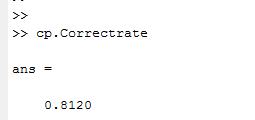 >>
>> cp.Correctrate
ans =
0.8120